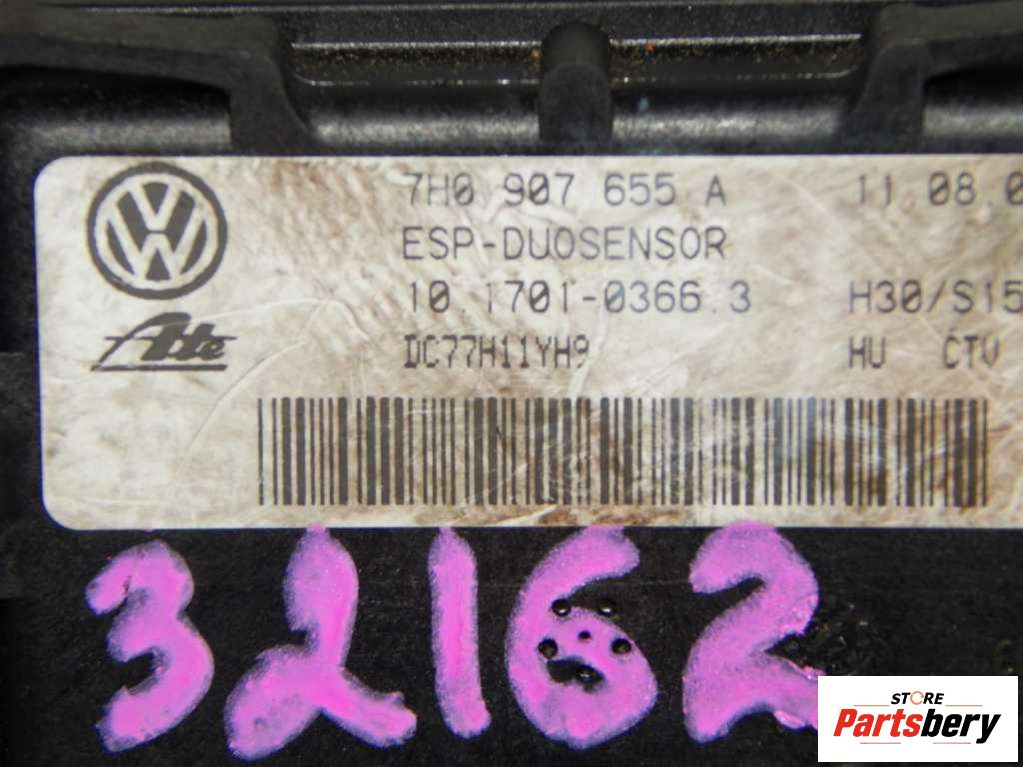 7H0 907 655 A 11 08 0
ESP-DUOSENSOR
10.1701-0366.3 H30/S15
Ate
DC77H11YH9 HU CTV
32162
STORE
Partsbery